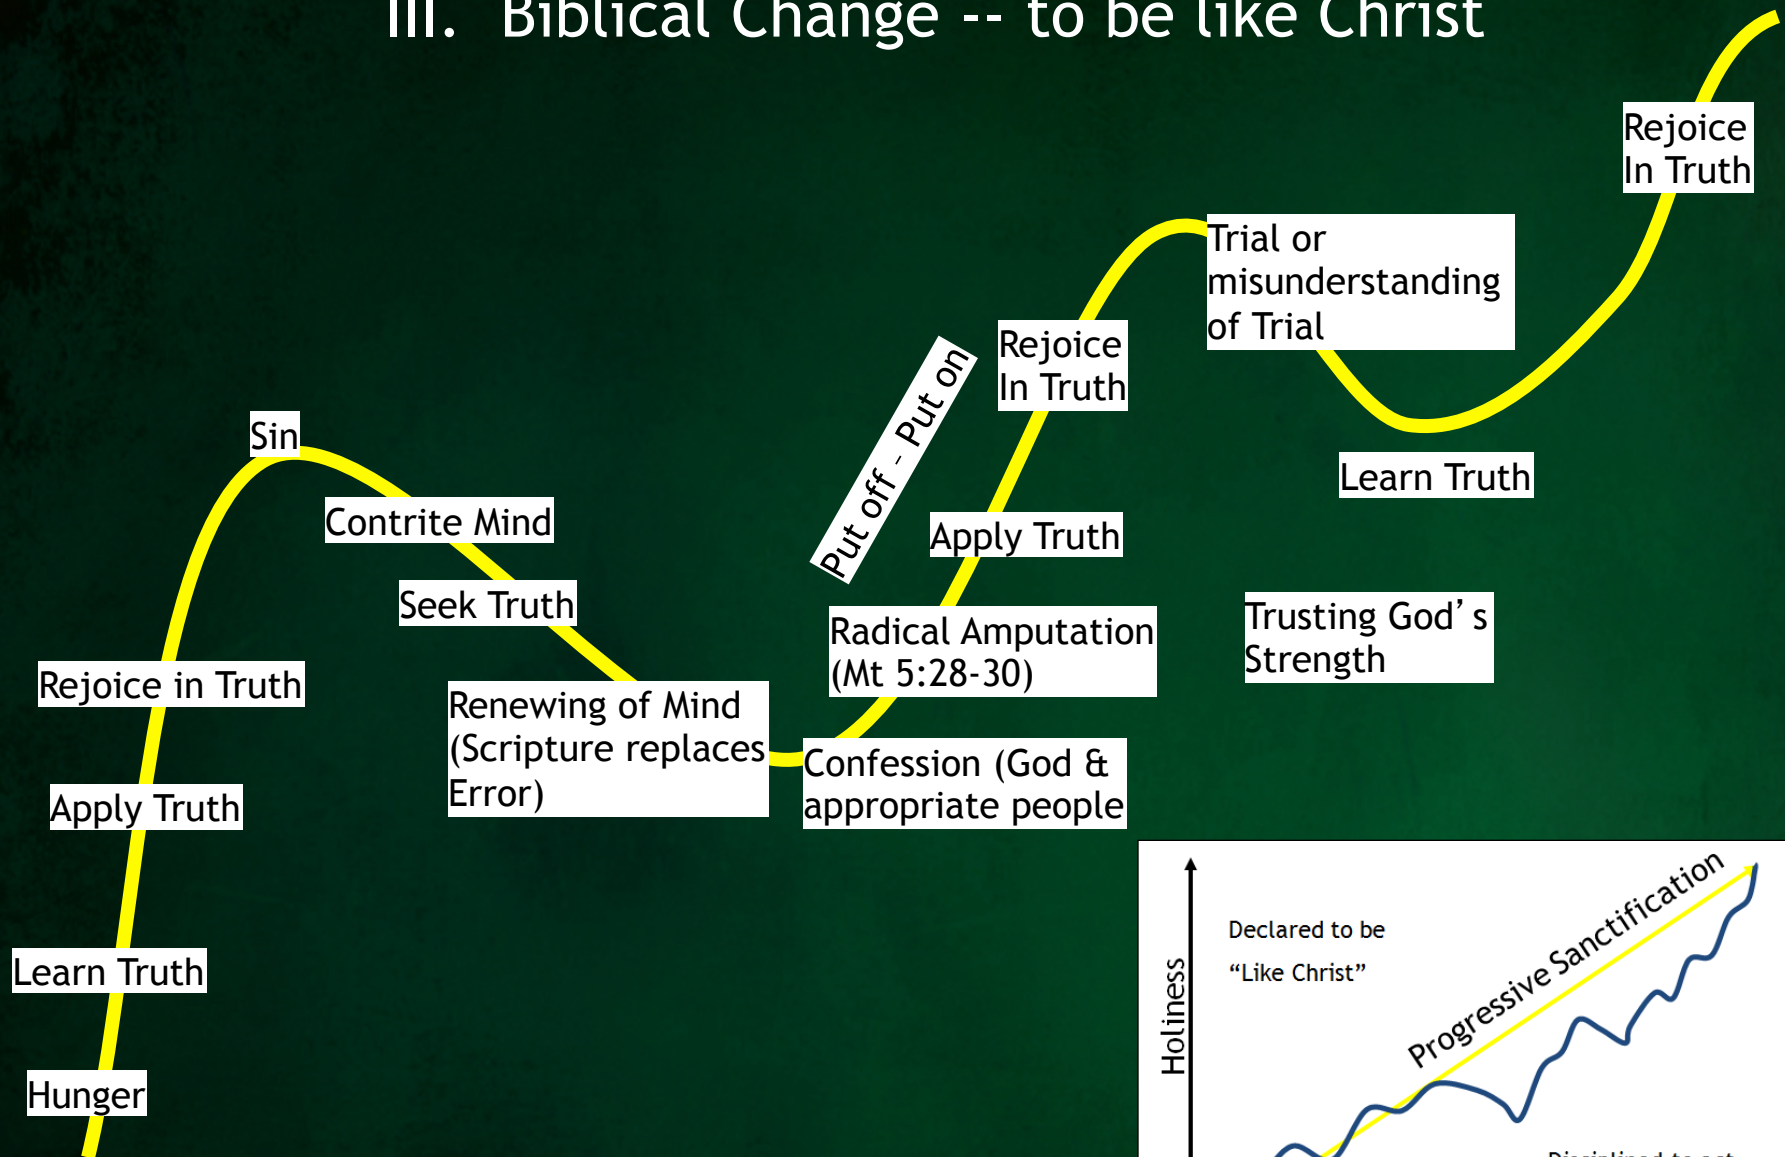 III. Biblical Change -- to be like Christ
Rejoice
In Truth
Trial or
misunderstanding
of Trial
Rejoice
In Truth
Put off - Put on
Sin
Learn Truth
Contrite Mind
Apply Truth
Seek Truth
Radical Amputation
(Mt 5:28-30)
Trusting God’s
Strength
Rejoice in Truth
Renewing of Mind
(Scripture replaces
Error)
Confession (God &
appropriate people
Apply Truth
Learn Truth
Hunger
Progressive Sanctification
Declared to be
“Like Christ”
Holiness